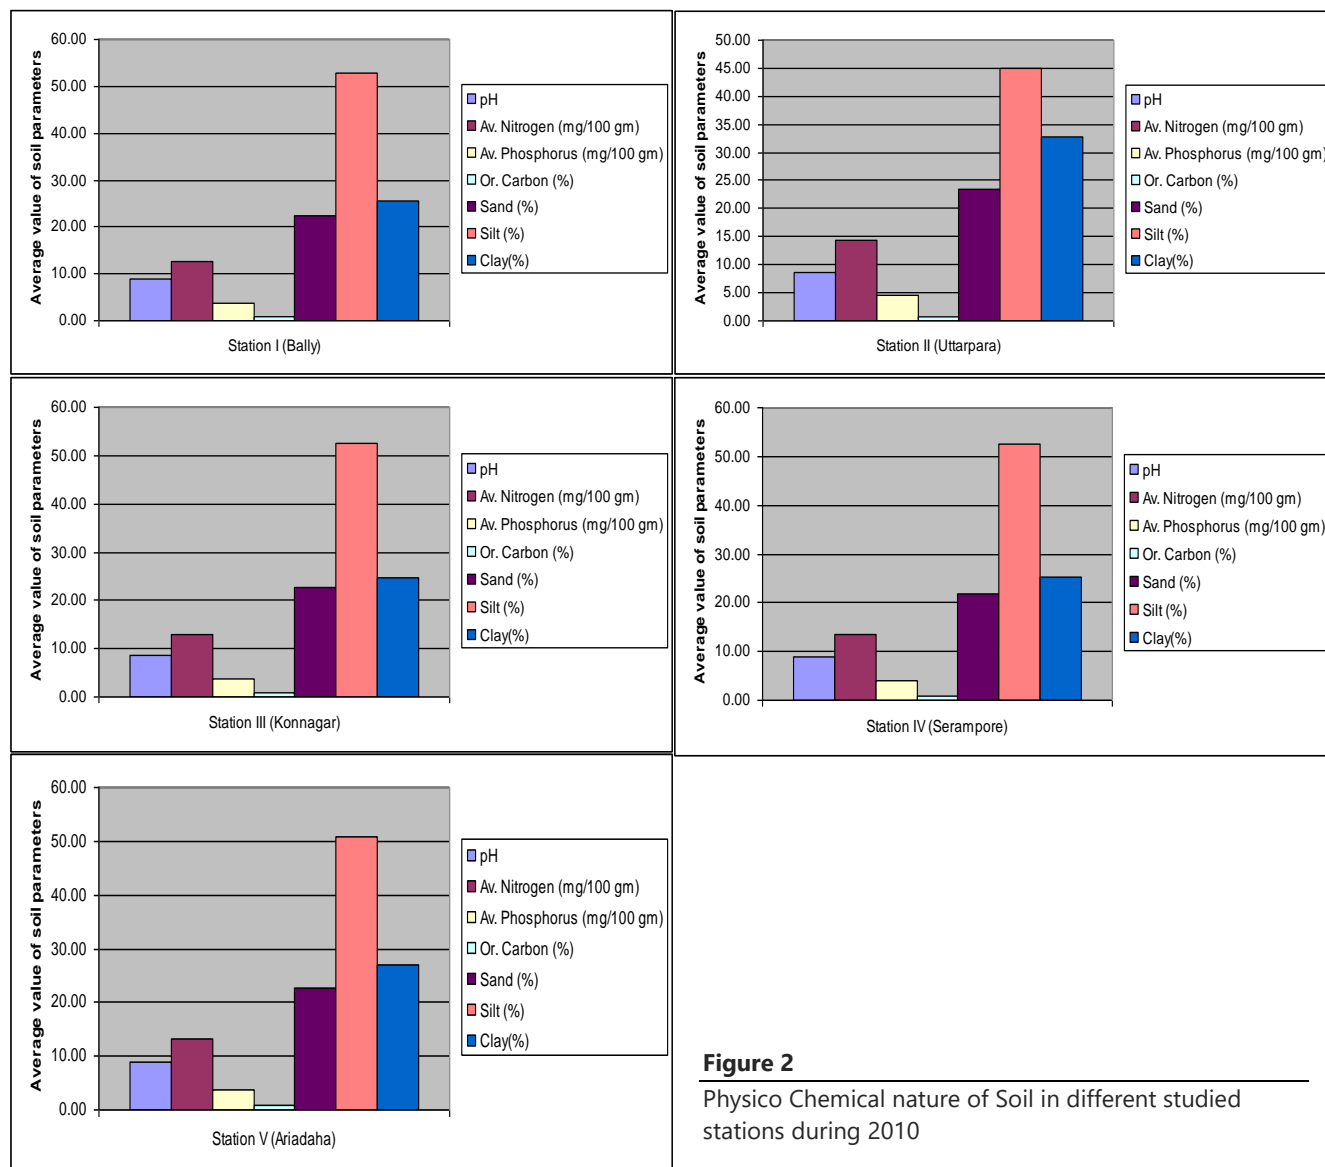 Average value of soil parameters
60.00
50.00
40.00
30.00
20.00
10.00
0.00
Station I (Bally)
pH
Av. Nitrogen (mg/100 gm)
Av. Phosphorus (mg/100 gm)
Or. Carbon (%)
Sand (%)
Silt (%)
Clay(%)
Average value of soil parameters
50.00
45.00
40.00
35.00
30.00
25.00
20.00
15.00
10.00
5.00
0.00
Station II (Uttarpara)
pH
Av. Nitrogen (mg/100 gm)
Av. Phosphorus (mg/100 gm)
Or. Carbon (%)
Sand (%)
Silt (%)
Clay(%)
Average value of soil parameters
60.00
50.00
40.00
30.00
20.00
10.00
0.00
Station III (Konnagar)
pH
Av. Nitrogen (mg/100 gm)
Av. Phosphorus (mg/100 gm)
Or. Carbon (%)
Sand (%)
Silt (%)
Clay(%)
Average value of soil parameters
60.00
50.00
40.00
30.00
20.00
10.00
0.00
Station IV (Serampore)
pH
Av. Nitrogen (mg/100 gm)
Av. Phosphorus (mg/100 gm)
Or. Carbon (%)
Sand (%)
Silt (%)
Clay(%)
Average value of soil parameters
60.00
50.00
40.00
30.00
20.00
10.00
0.00
Station V (Ariadaha)
pH
Av. Nitrogen (mg/100 gm)
Av. Phosphorus (mg/100 gm)
Or. Carbon (%)
Sand (%)
Silt (%)
Clay(%)
Figure 2
Physico Chemical nature of Soil in different studied
stations during 2010